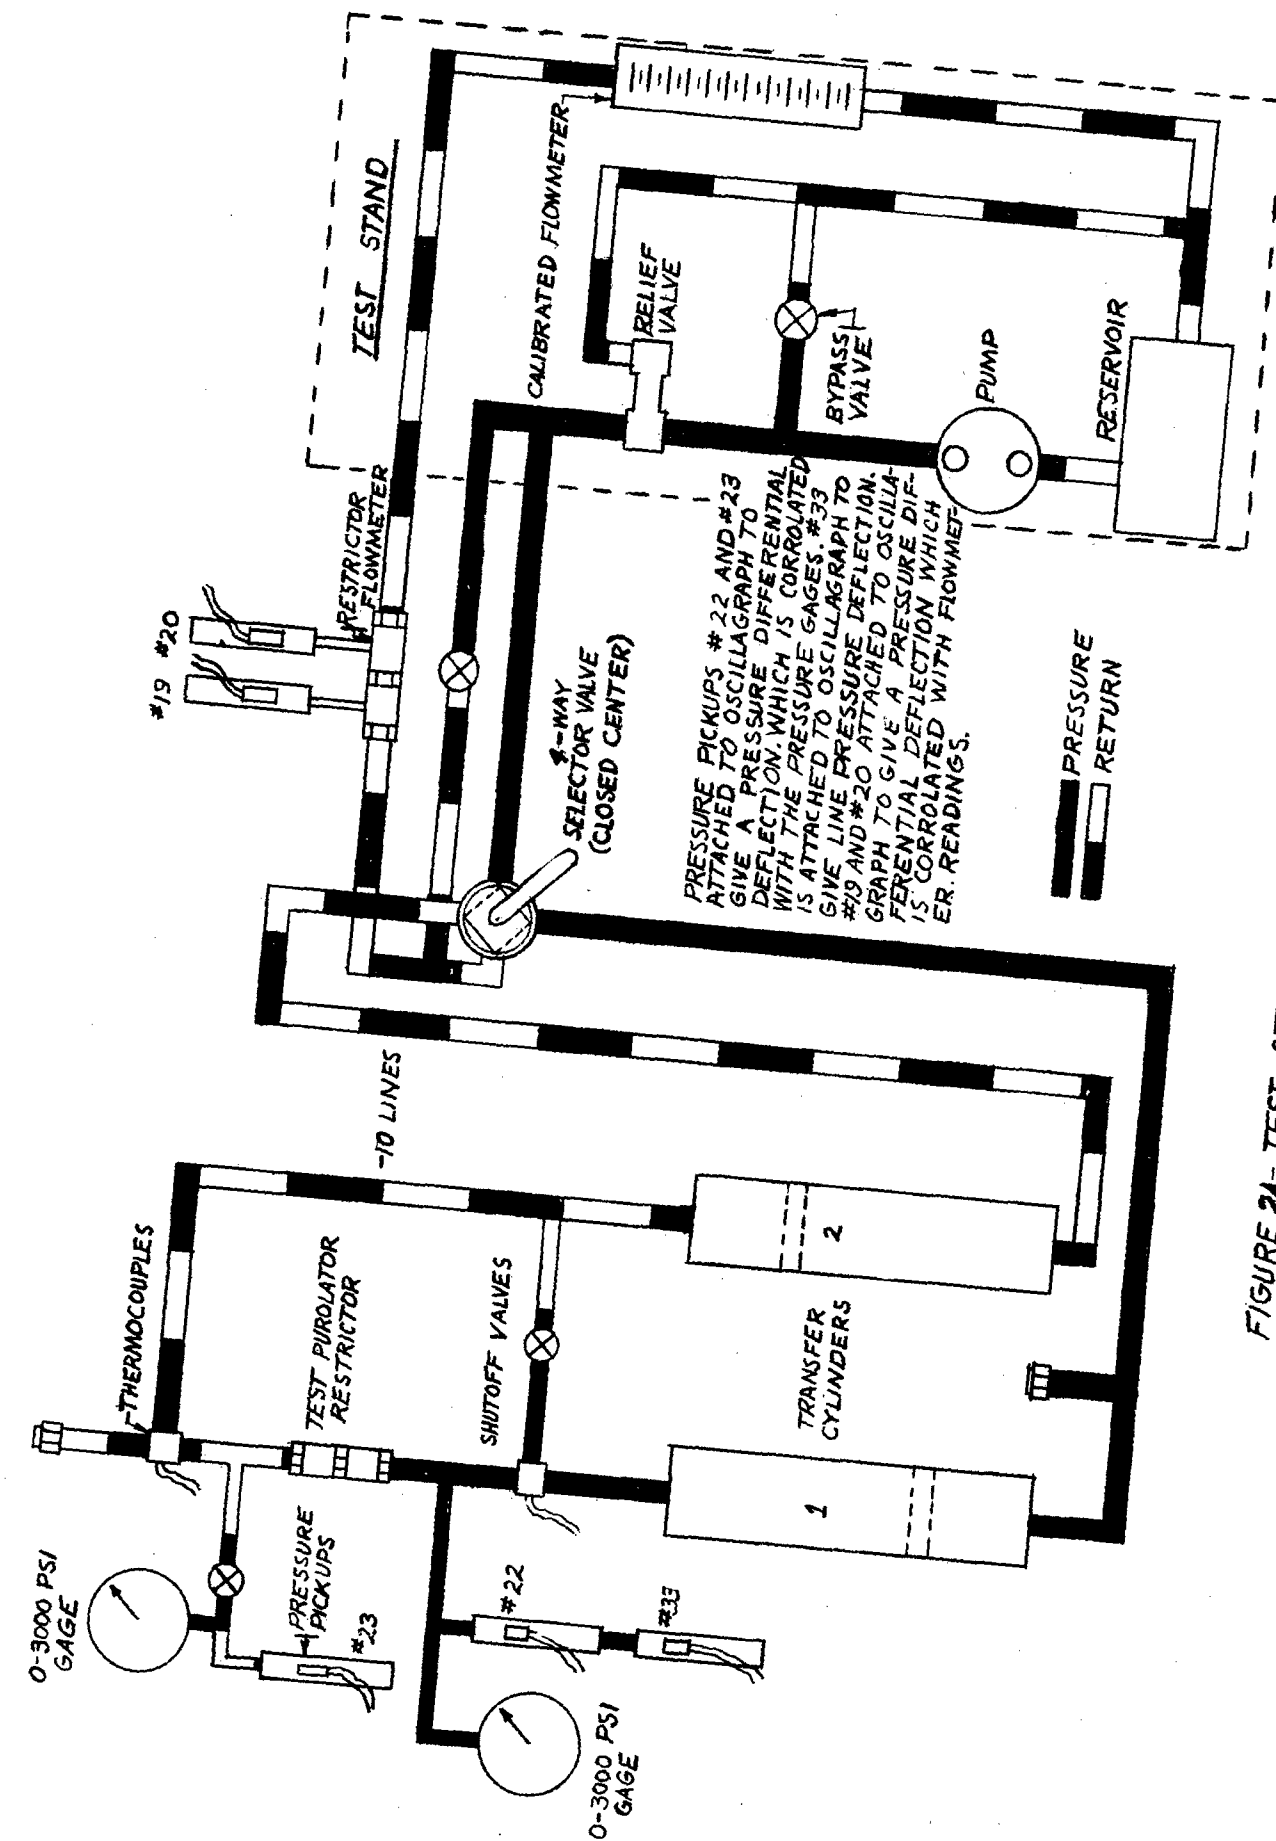 TEST STAND
CALIBRATED FLOWMETER
RELIEF
VALVE
BYPASS
VALVE
PUMP
RESERVOIR
RESTRICTOR
FLOWMETER
#20
#19
4-WAY
SELECTOR VALVE
(CLOSED CENTER)
PRESSURE PICKUPS #22 AND #23
ATTACHED TO OSCILLAGRAPH TO
GIVE A PRESSURE DIFFERENTIAL
DEFLECTION. WHICH IS CORROLATED
WITH THE PRESSURE GAGES. #33
IS ATTACHED TO OSCILLAGRAPH TO
GIVE LINE PRESSURE DEFLECTION.
#19 AND #20 ATTACHED TO OSCILLA-
GRAPH TO GIVE A PRESSURE DIF-
FERENTIAL DEFLECTION WHICH
IS CORROLATED WITH FLOWMET-
ER. READINGS.
PRESSURE
RETURN
-10 LINES
THERMOCOUPLES
TEST PUROLATOR
RESTRICTOR
SHUTOFF VALVES
2
TRANSFER
CYLINDERS
1
0-3000 PSI
GAGE
PRESSURE
PICKUPS
#23
#22
#33
0-3000 PSI
GAGE
FIGURE 2A- TEST